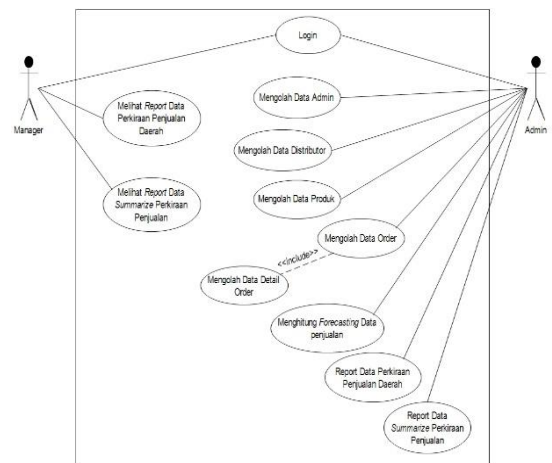 Login
Manager
Admin
Melihat Report Data
Perkiraan Penjualan
Daerah
Mengolah Data Admin
Mengolah Data Distributor
Melihat Report Data
Summarize Perkiraan
Penjualan
Mengolah Data Produk
Mengolah Data Order
<<include>>
Mengolah Data Detail
Order
Menghitung Forecasting Data
penjualan
Report Data Perkiraan
Penjualan Daerah
Report Data
Summarize Perkiraan
Penjualan